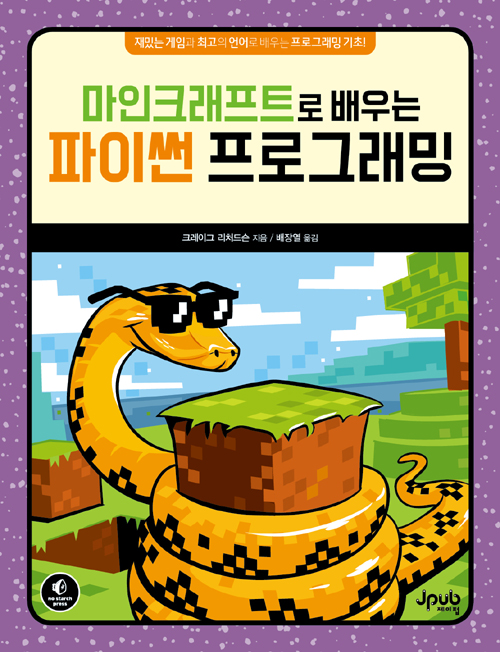 재밌는 게임과 최고의 언어로 배우는 프로그래밍 기초!
마인크래프트로 배우는
파이썬 프로그래밍
크레이그 리처드슨 지음 / 배장열 옮김
no starch
press
Jpub
제이펍